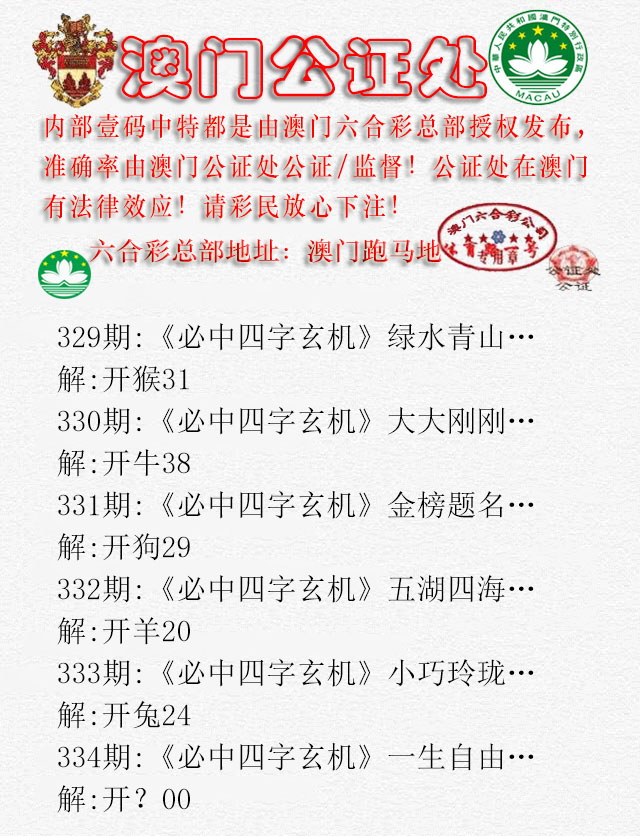 澳门公证处
中華人民共和國澳門特別行政區
MACAU
内部壹码中特都是由澳门六合彩总部授权发布，
准确率由澳门公证处公证/监督！公证处在澳门
有法律效应！请彩民放心下注！
六合彩总部地址：澳门跑马地
澳门六合彩公司
专用章
公证处
公证
329期:《必中四字玄机》绿水青山…
解:开猴31
330期:《必中四字玄机》大大刚刚…
解:开牛38
331期:《必中四字玄机》金榜题名…
解:开狗29
332期:《必中四字玄机》五湖四海…
解:开羊20
333期:《必中四字玄机》小巧玲珑…
解:开兔24
334期:《必中四字玄机》一生自由…
解:开？00